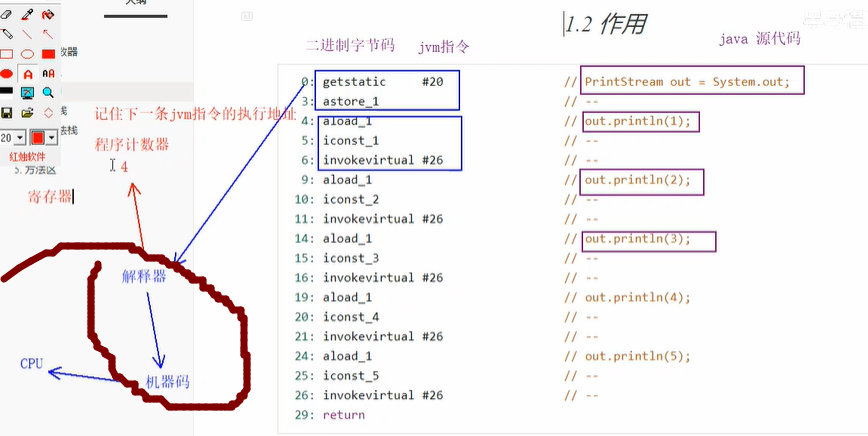 1.2 作用
二进制字节码 jvm指令
java 源代码
数器
栈
法栈
5. 方法区
20
红烛软件
记住下一条jvm指令的执行地址
程序计数器
4
寄存器
解释器
机器码
CPU
0: getstatic #20 // PrintStream out = System.out;
3: astore_1 // --
4: aload_1 // out.println(1);
5: iconst_1 // --
6: invokevirtual #26 // --
9: aload_1 // out.println(2);
10: iconst_2 // --
11: invokevirtual #26 // --
14: aload_1 // out.println(3);
15: iconst_3 // --
16: invokevirtual #26 // --
19: aload_1 // out.println(4);
20: iconst_4 // --
21: invokevirtual #26 // --
24: aload_1 // out.println(5);
25: iconst_5 // --
26: invokevirtual #26 // --
29: return